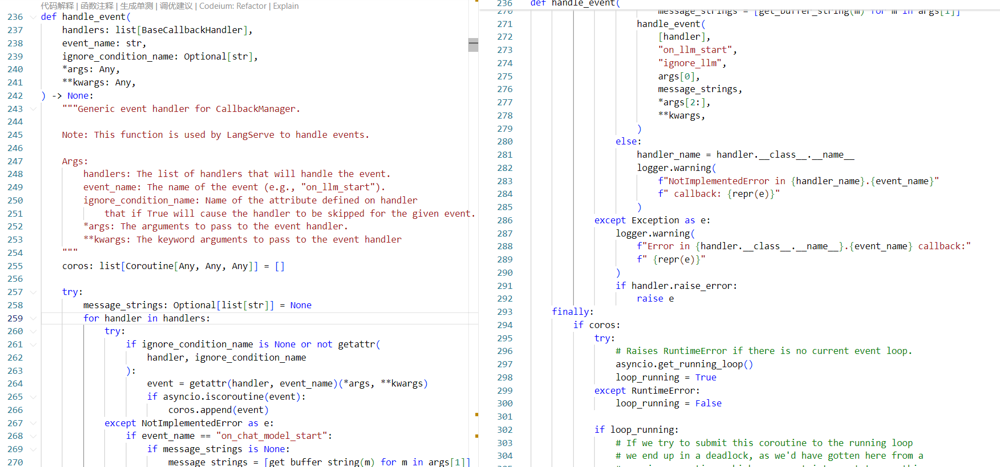 代码解释 | 函数注释 | 生成单测 | 调优建议 | Codeium: Refactor | Explain
236 def handle_event(
237 handlers: list[BaseCallbackHandler],
238 event_name: str,
239 ignore_condition_name: Optional[str],
240 *args: Any,
241 **kwargs: Any,
242 ) -> None:
243 """Generic event handler for CallbackManager.
244
245 Note: This function is used by LangServe to handle events.
246
247 Args:
248 handlers: The list of handlers that will handle the event.
249 event_name: The name of the event (e.g., "on_llm_start").
250 ignore_condition_name: Name of the attribute defined on handler
251 that if True will cause the handler to be skipped for the given event.
252 *args: The arguments to pass to the event handler.
253 **kwargs: The keyword arguments to pass to the event handler
254 """
255 coros: list[Coroutine[Any, Any, Any]] = []
256
257 try:
258 message_strings: Optional[list[str]] = None
259 for handler in handlers:
260 try:
261 if ignore_condition_name is None or not getattr(
262 handler, ignore_condition_name
263 ):
264 event = getattr(handler, event_name)(*args, **kwargs)
265 if asyncio.iscoroutine(event):
266 coros.append(event)
267 except NotImplementedError as e:
268 if event_name == "on_chat_model_start":
269 if message_strings is None:
270 message_strings = [get_buffer_string(m) for m in args[1]]
236 def handle_event(
270 message_strings = [get_buffer_string(m) for m in args[1]]
271 handle_event(
272 [handler],
273 "on_llm_start",
274 "ignore_llm",
275 args[0],
276 message_strings,
277 *args[2:],
278 **kwargs,
279 )
280 else:
281 handler_name = handler.__class__.__name__
282 logger.warning(
283 f"NotImplementedError in {handler_name}.{event_name}"
284 f" callback: {repr(e)}"
285 )
286 except Exception as e:
287 logger.warning(
288 f"Error in {handler.__class__.__name__}.{event_name} callback:"
289 f" {repr(e)}"
290 )
291 if handler.raise_error:
292 raise e
293 finally:
294 if coros:
295 try:
296 # Raises RuntimeError if there is no current event loop.
297 asyncio.get_running_loop()
298 loop_running = True
299 except RuntimeError:
300 loop_running = False
301
302 if loop_running:
303 # If we try to submit this coroutine to the running loop
304 # we end up in a deadlock, as we'd have gotten here from a